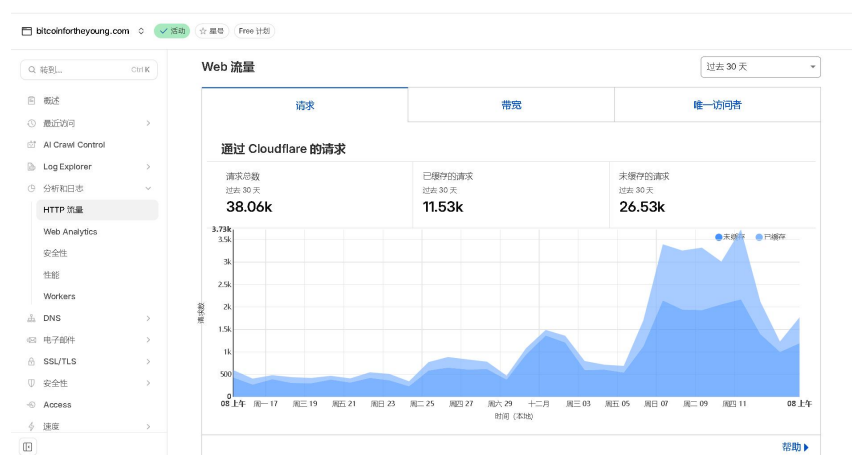 bitcoinfortheyoung.com 活动 星号 Free 计划
转到... Ctrl K
概述
最近访问
AI Crawl Control
Log Explorer
分析和日志
HTTP 流量
Web Analytics
安全性
性能
Workers
DNS
电子邮件
SSL/TLS
安全性
Access
速度
Web 流量
过去 30 天
请求 带宽 唯一访问者
通过 Cloudflare 的请求
请求总数 已缓存的请求 未缓存的请求
过去 30 天 过去 30 天 过去 30 天
38.06k 11.53k 26.53k
未缓存 已缓存
3.73k
3.5k
3k
2.5k
2k
1.5k
1k
500
0
请求数
08 上午 周一 17 周三 19 周五 21 周日 23 周二 25 周四 27 周六 29 十二月 周三 03 周五 05 周日 07 周二 09 周四 11 08 上午
时间（本地）
帮助